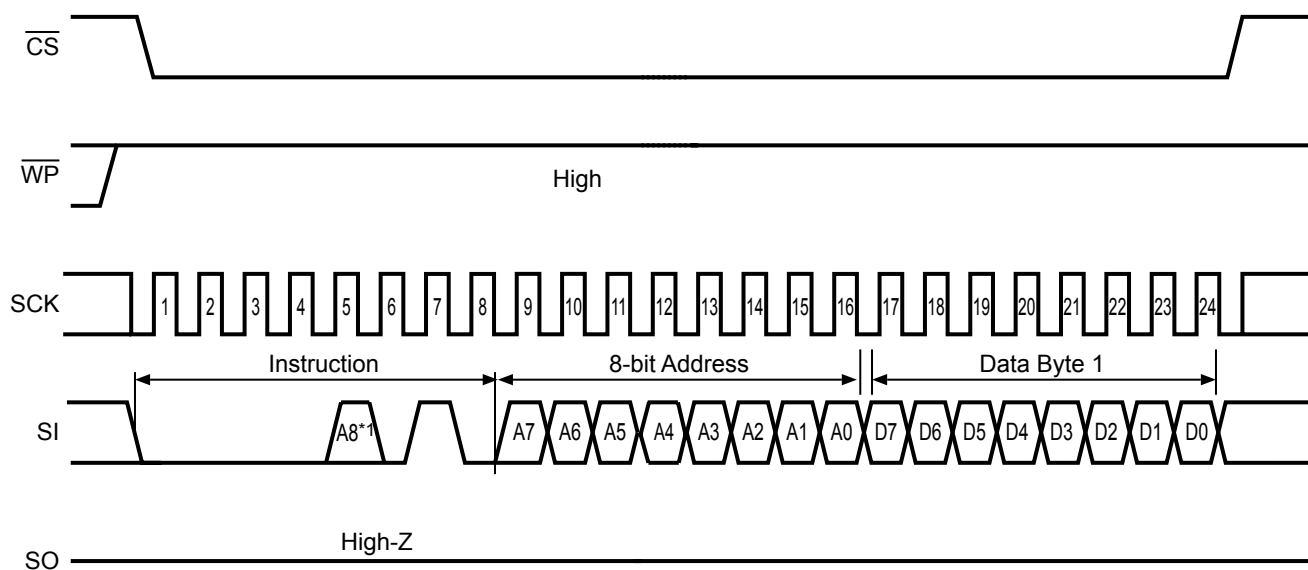 C̅S̅
W̅P̅
High
SCK
1 2 3 4 5 6 7 8 9 10 11 12 13 14 15 16 17 18 19 20 21 22 23 24
Instruction 8-bit Address Data Byte 1
SI
A8*1 A7 A6 A5 A4 A3 A2 A1 A0 D7 D6 D5 D4 D3 D2 D1 D0
High-Z
SO